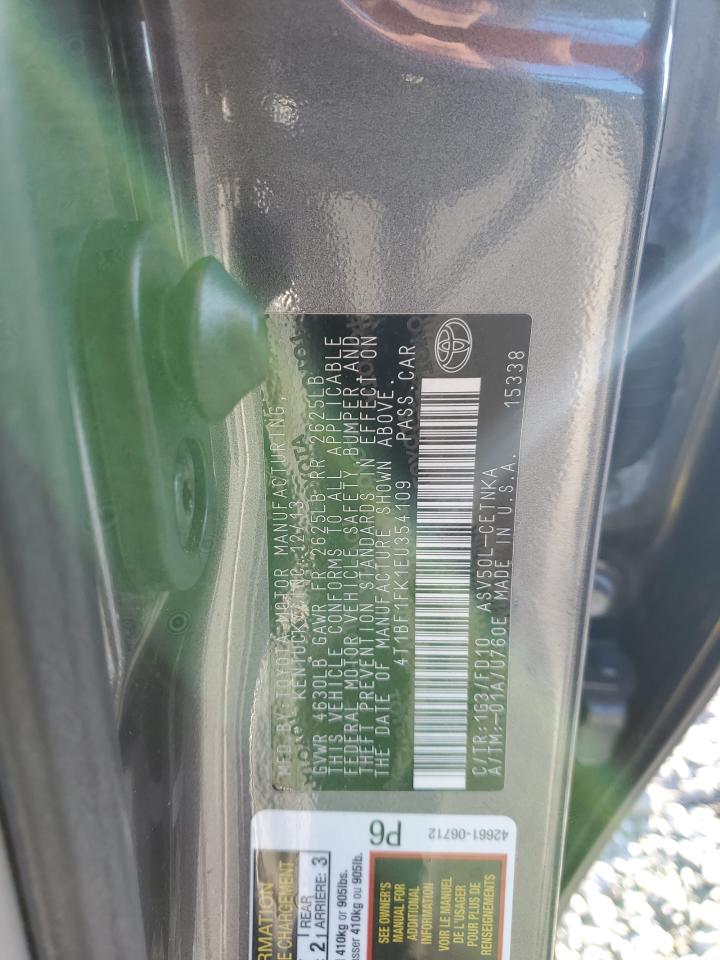 MFD.BY:TOYOTA MOTOR MANUFACTURING,
KENTUCKY, INC. 12/13
GVWR 4630LB GAWR FR 2625LB RR 2625LB
THIS VEHICLE CONFORMS TO ALL APPLICABLE
FEDERAL MOTOR VEHICLE SAFETY, BUMPER AND
THEFT PREVENTION STANDARDS IN EFFECT ON
THE DATE OF MANUFACTURE SHOWN ABOVE.
4T1BF1FK1EU354109 PASS.CAR
C/TR:1G3/FD10 ASV50L-CETNKA 15338
A/TM:-01A/U760E MADE IN U.S.A.
P6
42661-06712
REAR
2 ARRIÈRE: 3
410kg or 905lbs.
410kg ou 905lb.
SEE OWNER'S
MANUAL FOR
ADDITIONAL
INFORMATION
VOIR LE MANUEL
DE L'USAGER
POUR PLUS DE
RENSEIGNEMENTS